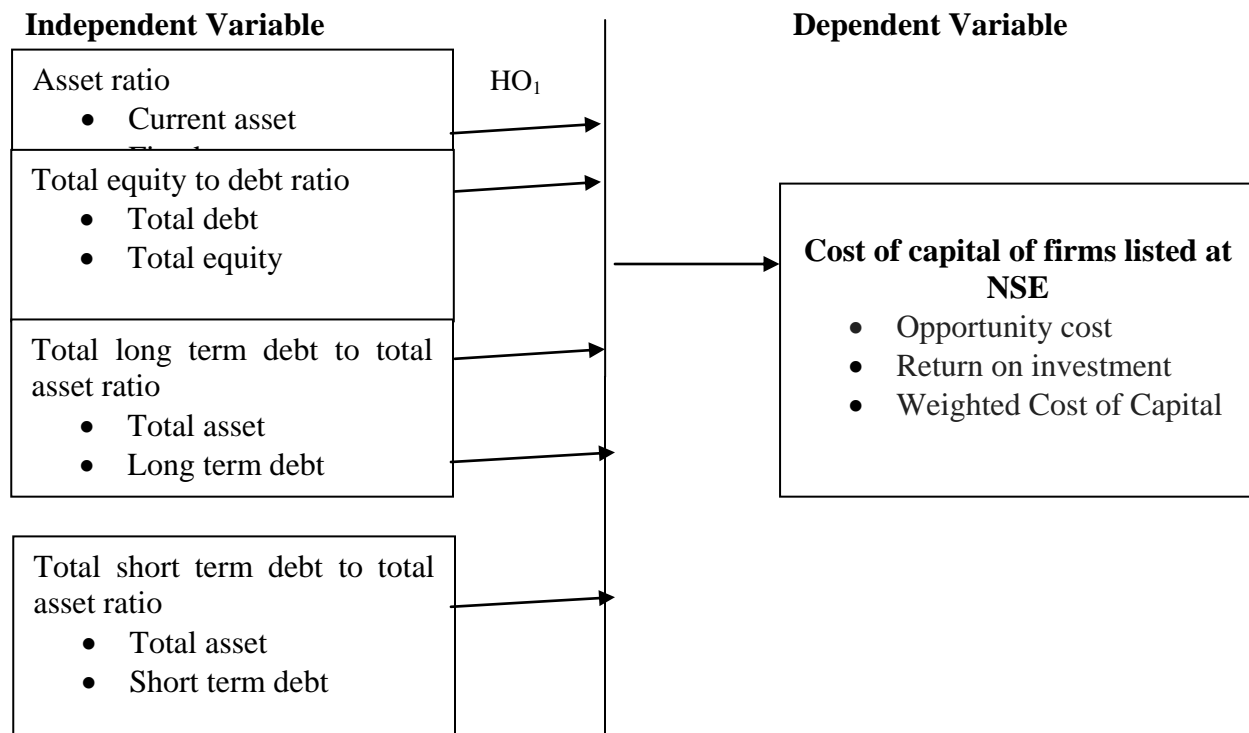 Independent Variable
Dependent Variable
Asset ratio
• Current asset
HO₁
Total equity to debt ratio
• Total debt
• Total equity
Total long term debt to total
asset ratio
• Total asset
• Long term debt
Total short term debt to total
asset ratio
• Total asset
• Short term debt
Cost of capital of firms listed at
NSE
• Opportunity cost
• Return on investment
• Weighted Cost of Capital